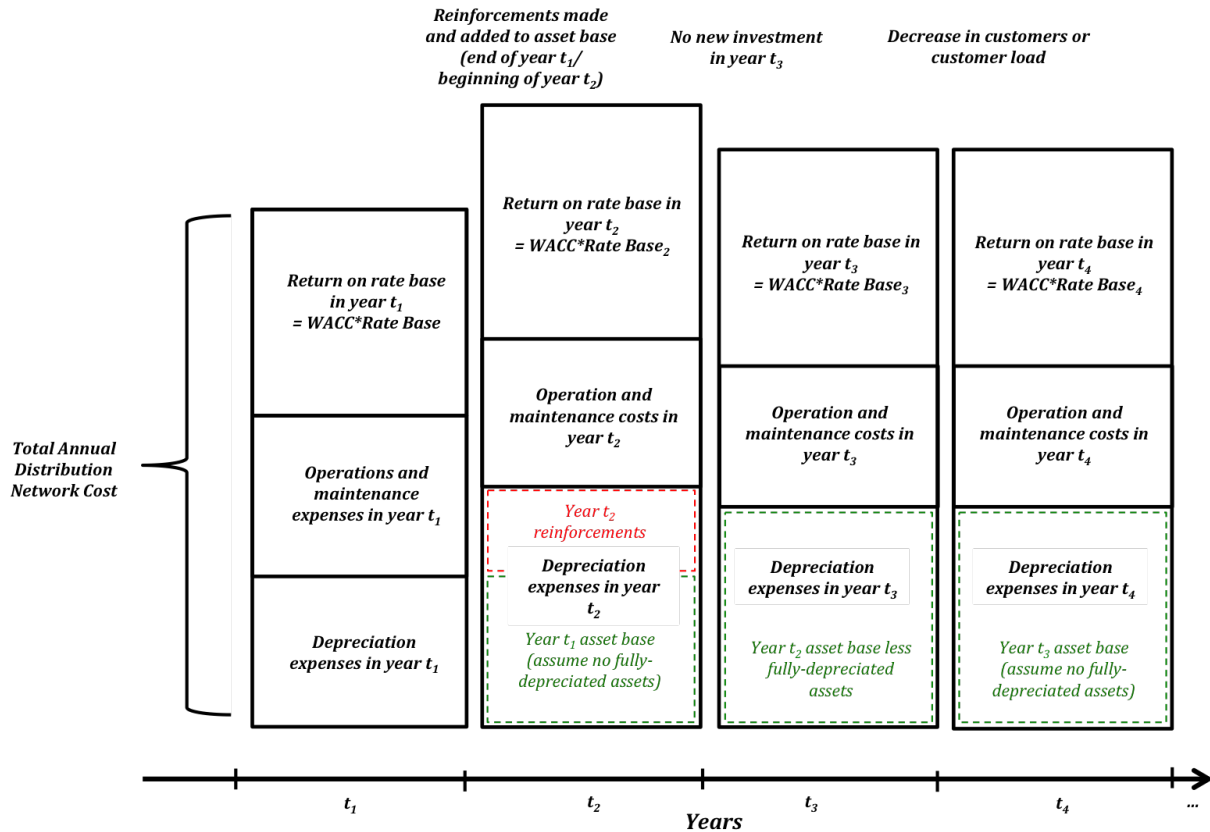 Reinforcements made
and added to asset base
(end of year t1/
beginning of year t2)
No new investment
in year t3
Decrease in customers or
customer load
Total Annual
Distribution
Network Cost
Return on rate base
in year t1
= WACC*Rate Base
Operations and
maintenance
expenses in year t1
Depreciation
expenses in year t1
Return on rate base in
year t2
= WACC*Rate Base2
Operation and
maintenance costs in
year t2
Year t2
reinforcements
Depreciation
expenses in year
t2
Year t1 asset base
(assume no fully-
depreciated assets)
Return on rate base in
year t3
= WACC*Rate Base3
Operation and
maintenance costs in
year t3
Depreciation
expenses in year t3
Year t2 asset base less
fully-depreciated
assets
Return on rate base in
year t4
= WACC*Rate Base4
Operation and
maintenance costs in
year t4
Depreciation
expenses in year t4
Year t3 asset base
(assume no fully-
depreciated assets)
t1
t2
t3
t4
...
Years